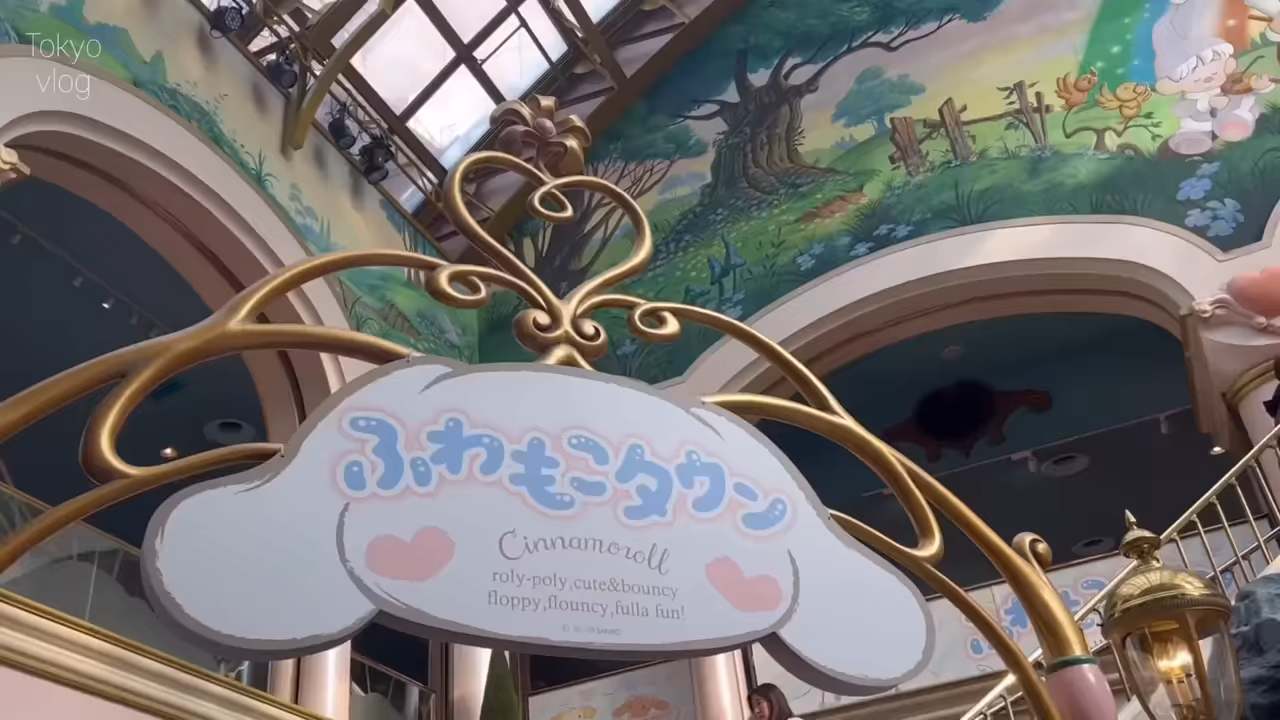 Tokyo
vlog
ふわもこタウン
Cinnamoroll
roly-poly,cute&bouncy
floppy,flouncy,fulla fun!